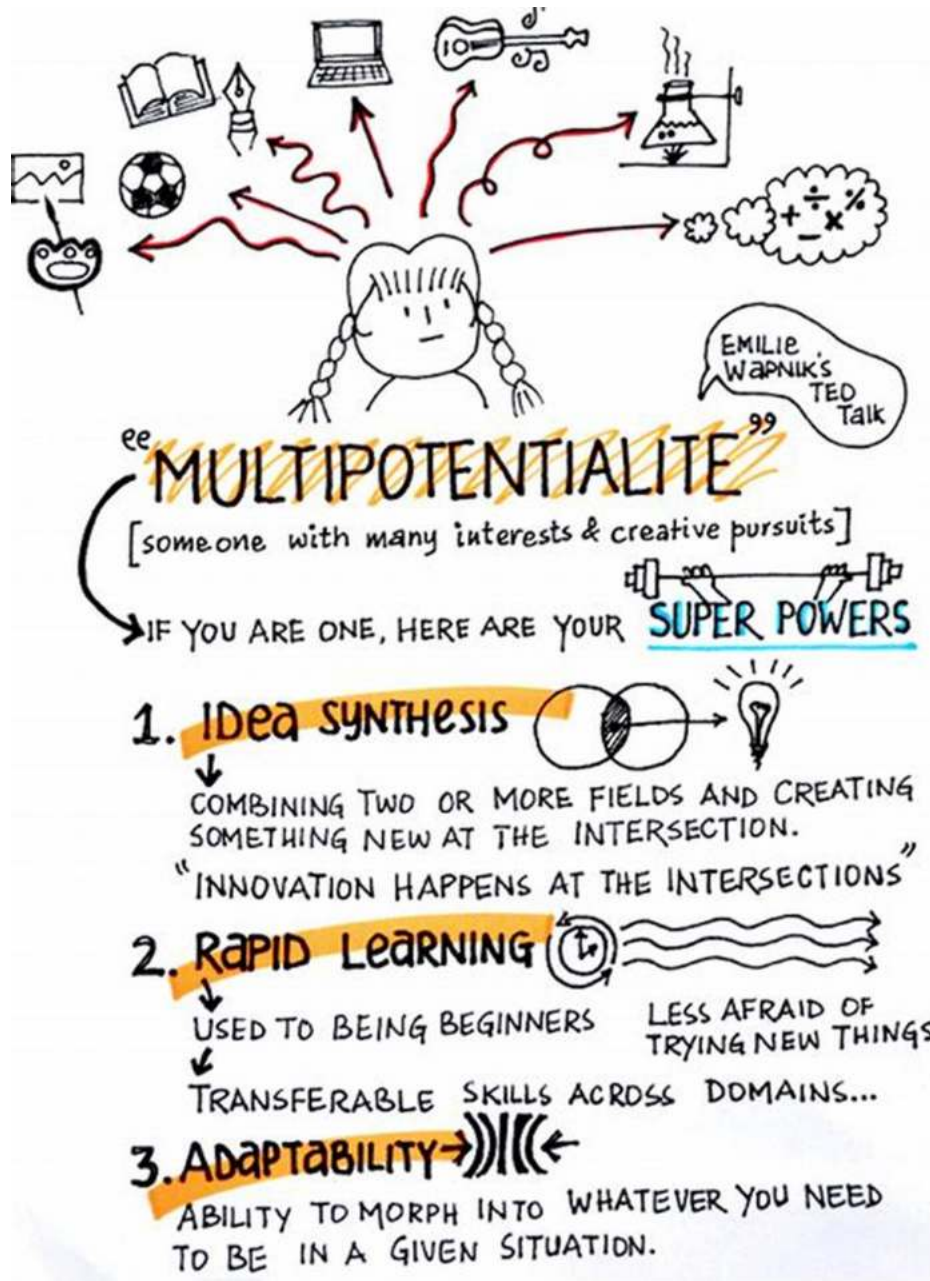 EMILIE
WAPNIK'S
TED
Talk
"MULTIPOTENTIALITE"
[someone with many interests & creative pursuits]
IF YOU ARE ONE, HERE ARE YOUR SUPER POWERS
1. IDea SYNTHesIS
COMBINING TWO OR MORE FIELDS AND CREATING
SOMETHING NEW AT THE INTERSECTION.
"INNOVATION HAPPENS AT THE INTERSECTIONS"
2. RaPID LeaRNING
USED TO BEING BEGINNERS
LESS AFRAID OF
TRYING NEW THINGS
TRANSFERABLE SKILLS ACROSS DOMAINS...
3. ADaPTaBILITY
ABILITY TO MORPH INTO WHATEVER YOU NEED
TO BE IN A GIVEN SITUATION.